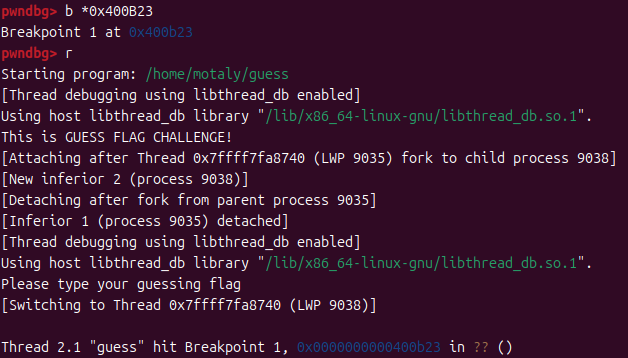 pwndbg> b *0x400B23
Breakpoint 1 at 0x400b23
pwndbg> r
Starting program: /home/motaly/guess
[Thread debugging using libthread_db enabled]
Using host libthread_db library "/lib/x86_64-linux-gnu/libthread_db.so.1".
This is GUESS FLAG CHALLENGE!
[Attaching after Thread 0x7ffff7fa8740 (LWP 9035) fork to child process 9038]
[New inferior 2 (process 9038)]
[Detaching after fork from parent process 9035]
[Inferior 1 (process 9035) detached]
[Thread debugging using libthread_db enabled]
Using host libthread_db library "/lib/x86_64-linux-gnu/libthread_db.so.1".
Please type your guessing flag
[Switching to Thread 0x7ffff7fa8740 (LWP 9038)]
Thread 2.1 "guess" hit Breakpoint 1, 0x0000000000400b23 in ?? ()